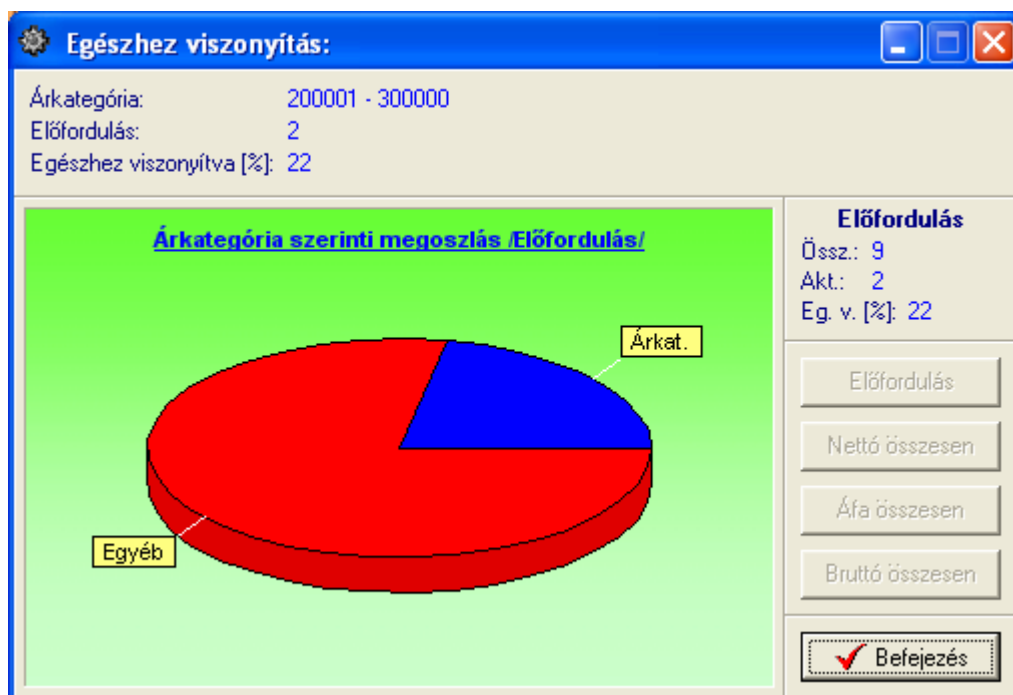 Egészhez viszonyítás:
Árkategória: 200001 - 300000
Előfordulás: 2
Egészhez viszonyítva [%]: 22
Árkategória szerinti megoszlás /Előfordulás/
Árkat.
Egyéb
Előfordulás
Össz.: 9
Akt.: 2
Eg. v. [%]: 22
Előfordulás
Nettó összesen
Áfa összesen
Bruttó összesen
Befejezés